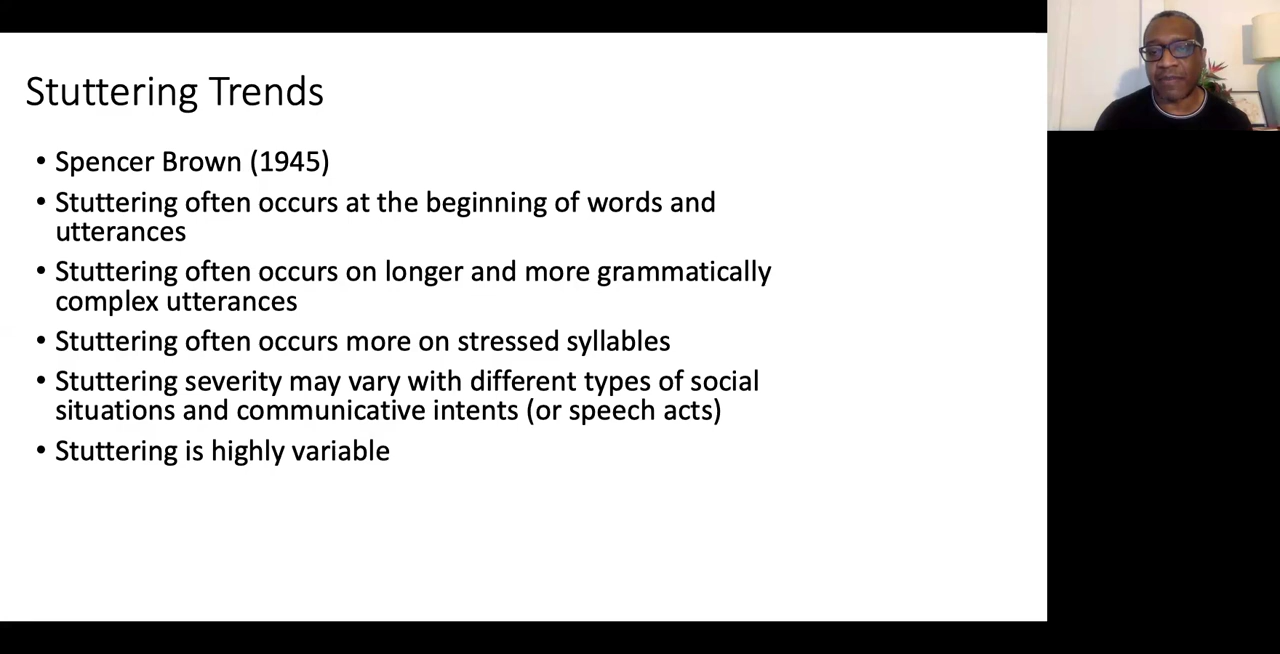 Stuttering Trends
• Spencer Brown (1945)
• Stuttering often occurs at the beginning of words and
utterances
• Stuttering often occurs on longer and more grammatically
complex utterances
• Stuttering often occurs more on stressed syllables
• Stuttering severity may vary with different types of social
situations and communicative intents (or speech acts)
• Stuttering is highly variable